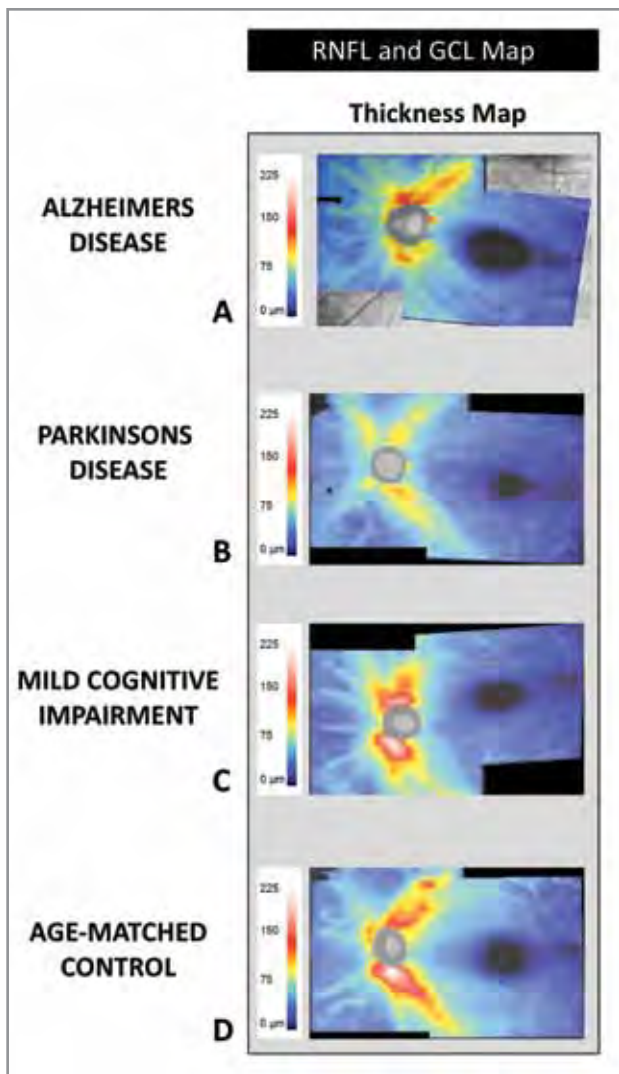 RNFL and GCL Map
Thickness Map
ALZHEIMERS
DISEASE
A
225
150
75
0 µm
PARKINSONS
DISEASE
B
225
150
75
0 µm
MILD COGNITIVE
IMPAIRMENT
C
225
150
75
0 µm
AGE-MATCHED
CONTROL
D
225
150
75
0 µm